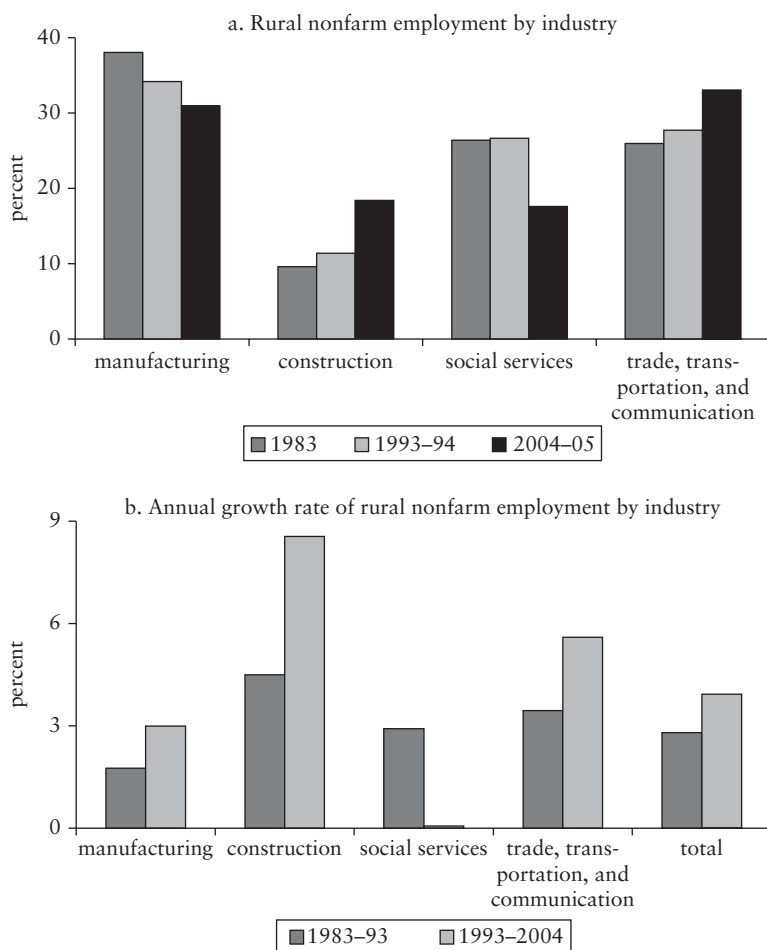 a. Rural nonfarm employment by industry
40
30
20
10
0
percent
manufacturing
construction
social services
trade, trans-
portation, and
communication
1983
1993–94
2004–05
b. Annual growth rate of rural nonfarm employment by industry
9
6
3
0
percent
manufacturing
construction
social services
trade, trans-
portation, and
communication
total
1983–93
1993–2004